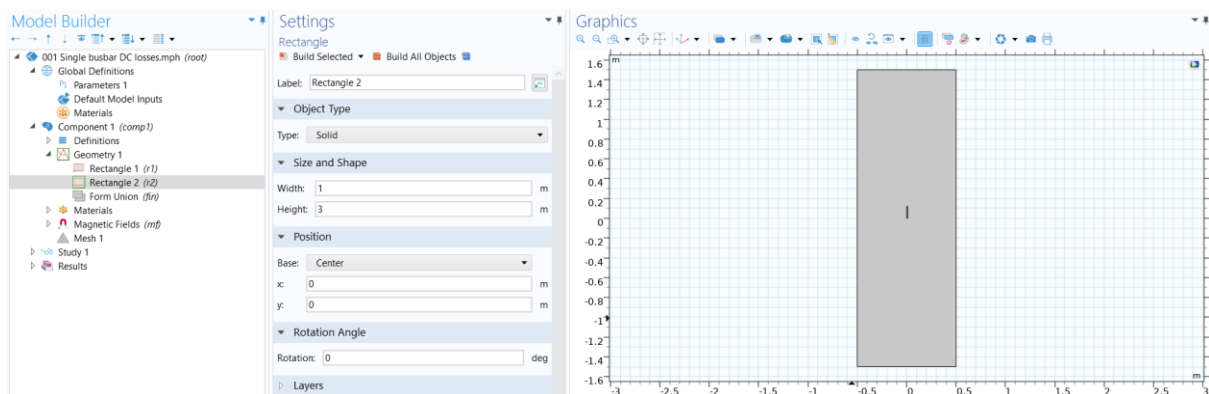 Model Builder
001 Single busbar DC losses.mph (root)
Global Definitions
Pi Parameters 1
Default Model Inputs
Materials
Component 1 (comp1)
Definitions
Geometry 1
Rectangle 1 (r1)
Rectangle 2 (r2)
Form Union (fin)
Materials
Magnetic Fields (mf)
Mesh 1
Study 1
Results
Settings
Rectangle
Build Selected
Build All Objects
Label: Rectangle 2
Object Type
Type: Solid
Size and Shape
Width: 1 m
Height: 3 m
Position
Base: Center
x: 0 m
y: 0 m
Rotation Angle
Rotation: 0 deg
Layers
Graphics
m
1.6
1.4
1.2
1
0.8
0.6
0.4
0.2
0
-0.2
-0.4
-0.6
-0.8
-1
-1.2
-1.4
-1.6
m
-3 -2.5 -2 -1.5 -1 -0.5 0 0.5 1 1.5 2 2.5 3